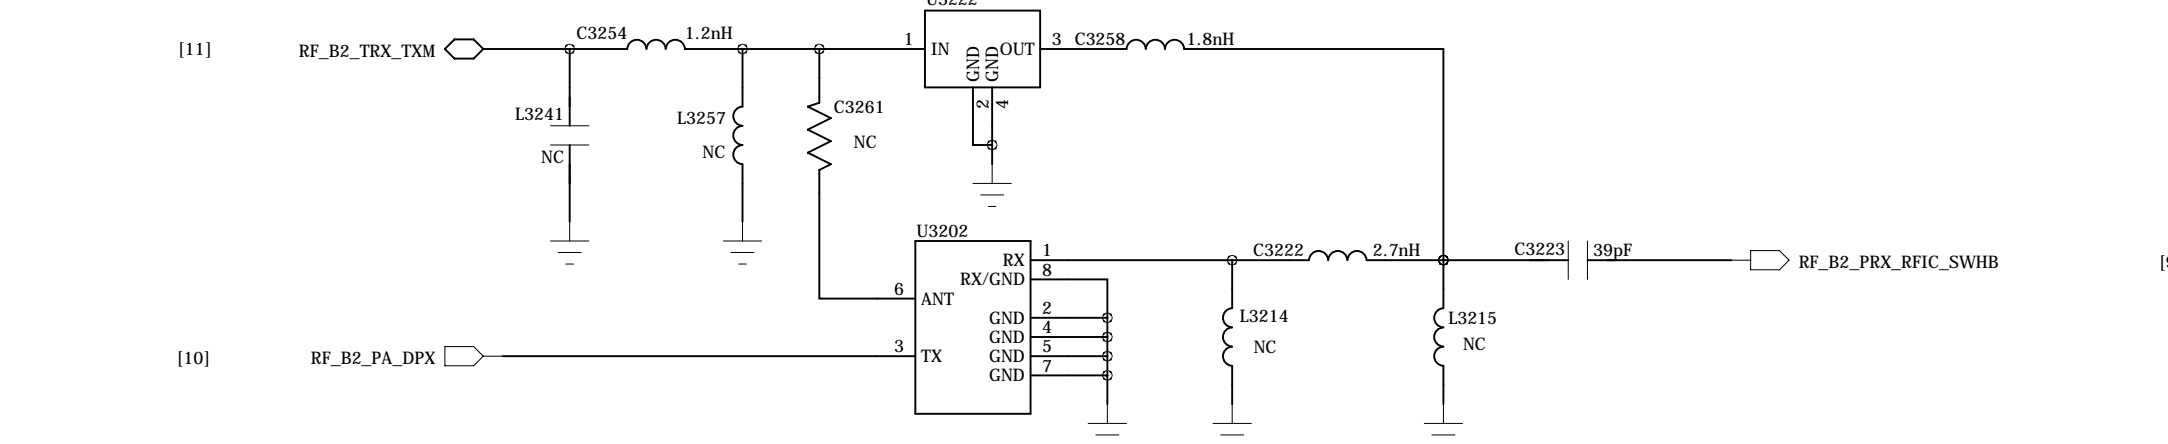 U3222
C3254 1.2nH
[11] RF_B2_TRX_TXM
1 IN GND GND OUT 3 C3258 1.8nH
2 4
L3241 NC
L3257 NC
C3261 NC
U3202
RX 1
RX/GND 8
6 ANT
GND 2
GND 4
GND 5
GND 7
3 TX
[10] RF_B2_PA_DPX
C3222 2.7nH
C3223 39pF
RF_B2_PRX_RFIC_SWHB
L3214 NC
L3215 NC